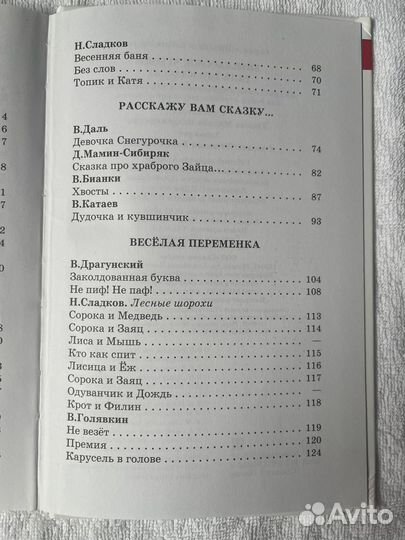 Н.Сладков
Весенняя баня 68
Без слов 70
Топик и Катя 71
РАССКАЖУ ВАМ СКАЗКУ...
В.Даль
Девочка Снегурочка 74
Д.Мамин-Сибиряк
Сказка про храброго Зайца... 82
В.Бианки
Хвосты 87
В.Катаев
Дудочка и кувшинчик 93
ВЕСЁЛАЯ ПЕРЕМЕНКА
В.Драгунский
Заколдованная буква 104
Не пиф! Не паф! 108
Н.Сладков. Лесные шорохи
Сорока и Медведь 113
Сорока и Заяц 114
Лиса и Мышь —
Кто как спит 115
Лисица и Ёж 116
Сорока и Заяц 117
Одуванчик и Дождь —
Крот и Филин 118
В.Голявкин
Не везёт 119
Премия 120
Карусель в голове 124
Avito